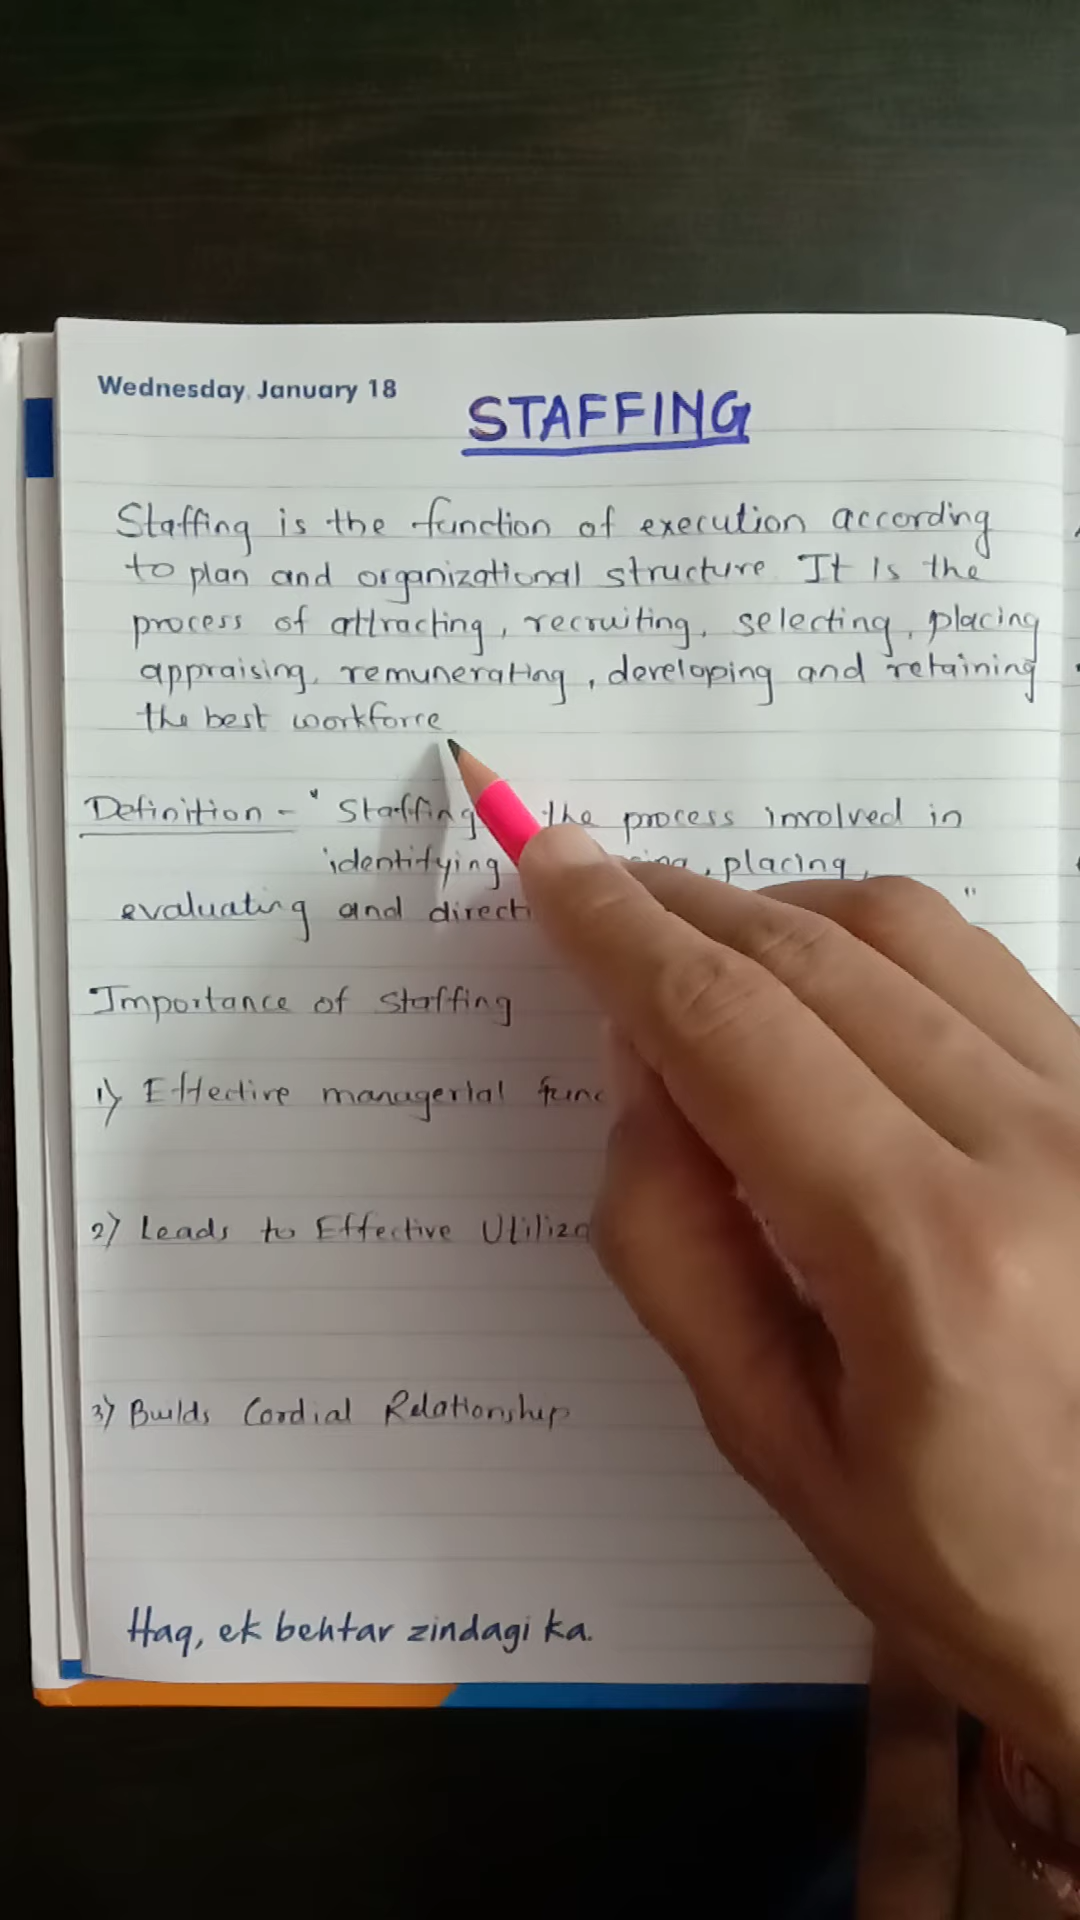 Wednesday, January 18
STAFFING
Staffing is the function of execution according
to plan and organizational structure It is the
process of attracting, recruiting, selecting, placing
appraising, remunerating, developing and retaining
the best workforce
Definition - " Staffing the process involved in
identifying , placing,
evaluating and "
Importance of Staffing
1) Effective managerial
2) Leads to Effective
3) Builds Cordial Relationship
Haq, ek behtar zindagi ka.